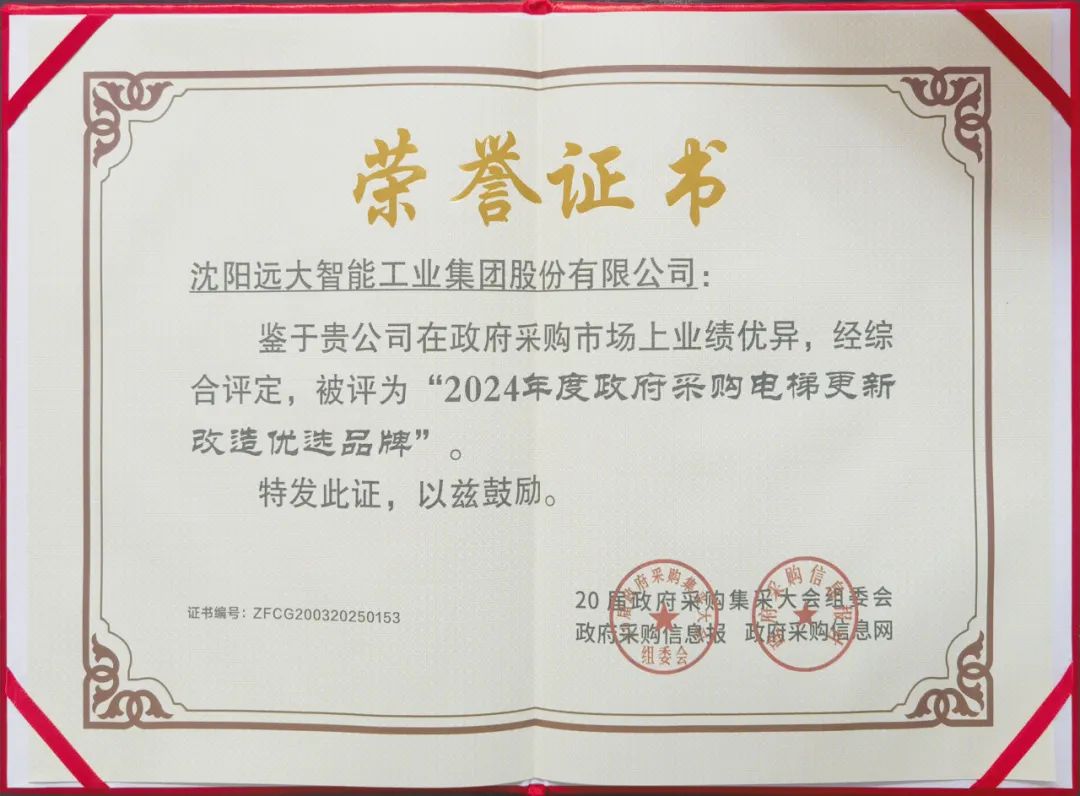 荣誉证书
沈阳远大智能工业集团股份有限公司：
鉴于贵公司在政府采购市场上业绩优异，经综
合评定，被评为“2024年度政府采购电梯更新
改造优选品牌”。
特发此证，以兹鼓励。
证书编号：ZFCG200320250153
20届政府采购集采大会组委会
政府采购信息报 政府采购信息网
组委会